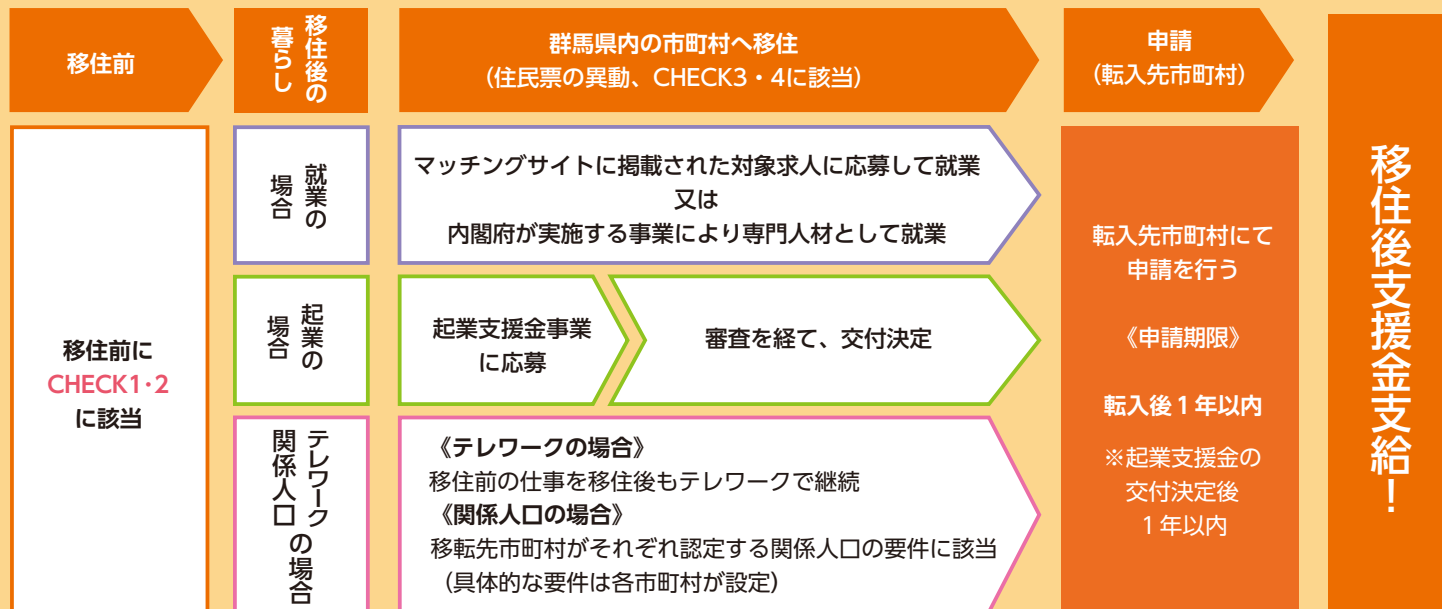 移住前
移住後の
暮らし
群馬県内の市町村へ移住
（住民票の異動、CHECK3・4に該当）
申請
（転入先市町村）
移住前に
CHECK1・2
に該当
就業の
場合
マッチングサイトに掲載された対象求人に応募して就業
又は
内閣府が実施する事業により専門人材として就業
起業の
場合
起業支援金事業
に応募
審査を経て、交付決定
テレワーク
関係人口
の場合
《テレワークの場合》
移住前の仕事を移住後もテレワークで継続
《関係人口の場合》
移転先市町村がそれぞれ認定する関係人口の要件に該当
（具体的な要件は各市町村が設定）
転入先市町村にて
申請を行う
《申請期限》
転入後１年以内
※起業支援金の
交付決定後
１年以内
移住後支援金支給！